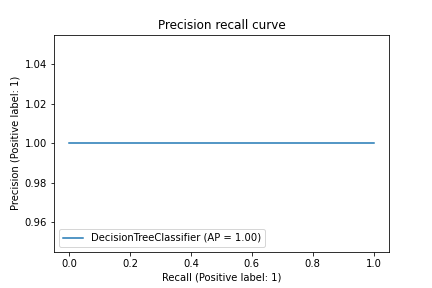 Precision recall curve
Precision (Positive label: 1)
1.04
1.02
1.00
0.98
0.96
DecisionTreeClassifier (AP = 1.00)
0.0 0.2 0.4 0.6 0.8 1.0
Recall (Positive label: 1)